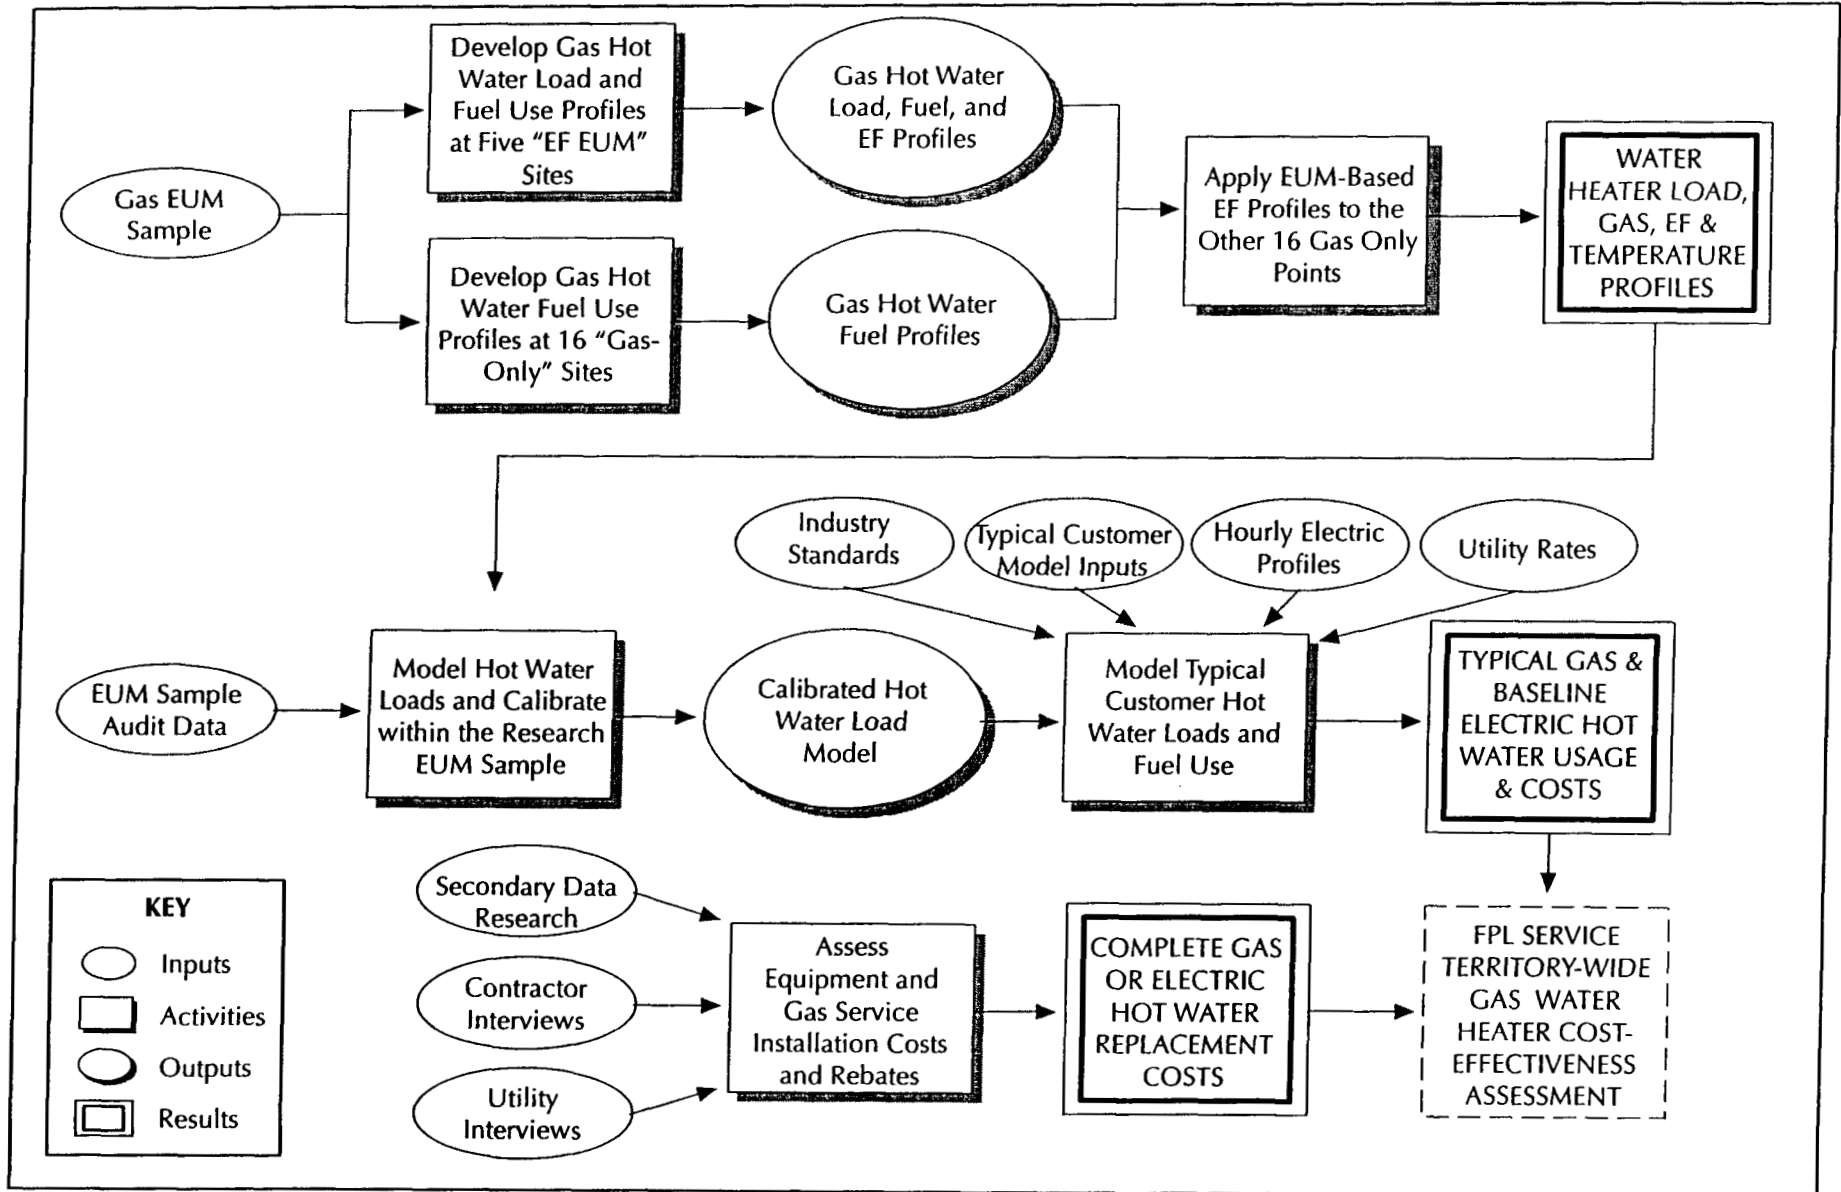 Gas EUM
Sample
Develop Gas Hot
Water Load and
Fuel Use Profiles
at Five “EF EUM”
Sites
Gas Hot Water
Load, Fuel, and
EF Profiles
Develop Gas Hot
Water Fuel Use
Profiles at 16 “Gas-
Only” Sites
Gas Hot Water
Fuel Profiles
Apply EUM-Based
EF Profiles to the
Other 16 Gas Only
Points
WATER
HEATER LOAD,
GAS, EF &
TEMPERATURE
PROFILES
Industry
Standards
Typical Customer
Model Inputs
Hourly Electric
Profiles
Utility Rates
EUM Sample
Audit Data
Model Hot Water
Loads and Calibrate
within the Research
EUM Sample
Calibrated Hot
Water Load
Model
Model Typical
Customer Hot
Water Loads and
Fuel Use
TYPICAL GAS &
BASELINE
ELECTRIC HOT
WATER USAGE
& COSTS
KEY
Inputs
Activities
Outputs
Results
Secondary Data
Research
Contractor
Interviews
Utility
Interviews
Assess
Equipment and
Gas Service
Installation Costs
and Rebates
COMPLETE GAS
OR ELECTRIC
HOT WATER
REPLACEMENT
COSTS
FPL SERVICE
TERRITORY-WIDE
GAS WATER
HEATER COST-
EFFECTIVENESS
ASSESSMENT